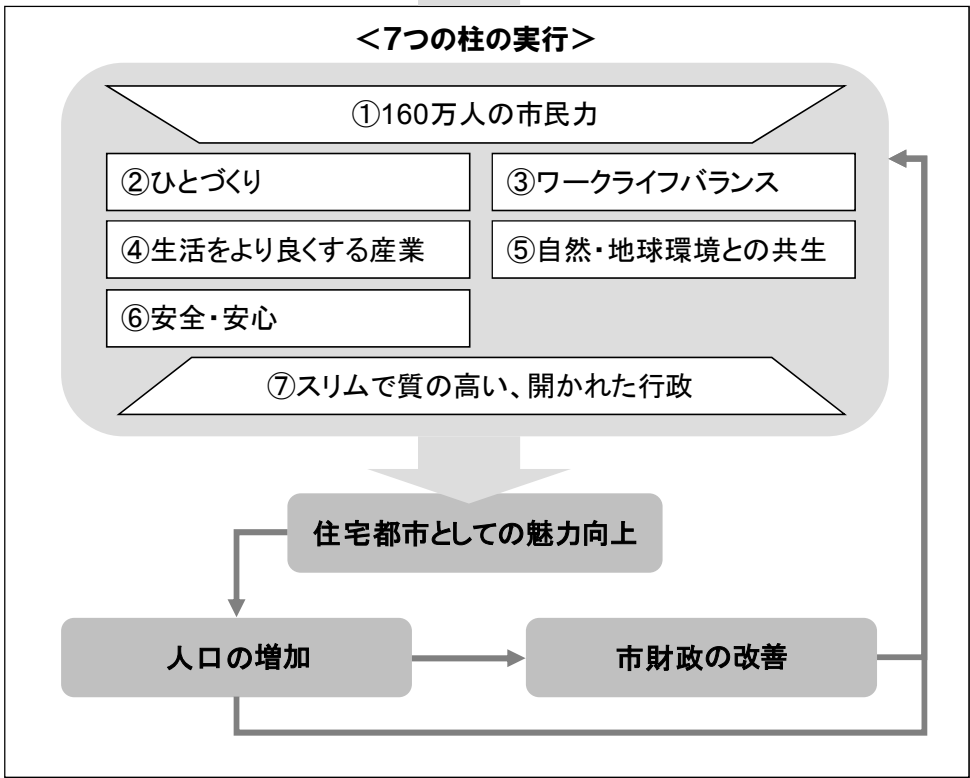 ＜7つの柱の実行＞
①160万人の市民力
②ひとづくり
③ワークライフバランス
④生活をより良くする産業
⑤自然・地球環境との共生
⑥安全・安心
⑦スリムで質の高い、開かれた行政
住宅都市としての魅力向上
人口の増加
市財政の改善